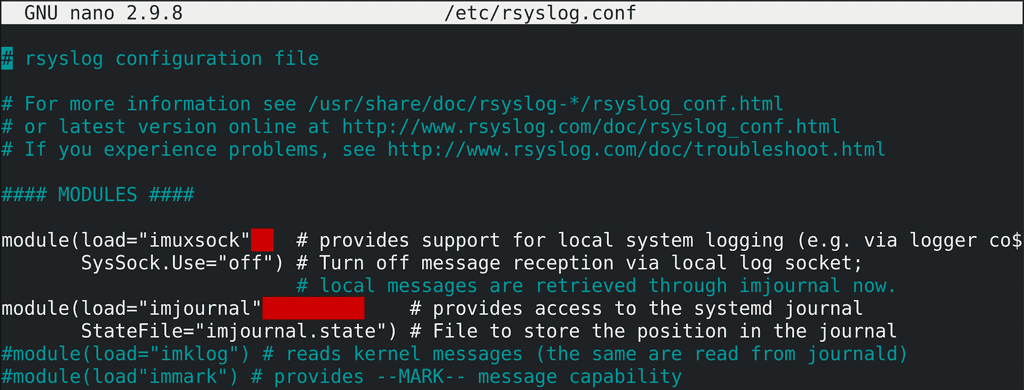 GNU nano 2.9.8 /etc/rsyslog.conf
# rsyslog configuration file
# For more information see /usr/share/doc/rsyslog-*/rsyslog_conf.html
# or latest version online at http://www.rsyslog.com/doc/rsyslog_conf.html
# If you experience problems, see http://www.rsyslog.com/doc/troubleshoot.html
#### MODULES ####
module(load="imuxsock" # provides support for local system logging (e.g. via logger co$
SysSock.Use="off") # Turn off message reception via local log socket;
# local messages are retrieved through imjournal now.
module(load="imjournal" # provides access to the systemd journal
StateFile="imjournal.state") # File to store the position in the journal
#module(load="imklog") # reads kernel messages (the same are read from journald)
#module(load"immark") # provides --MARK-- message capability